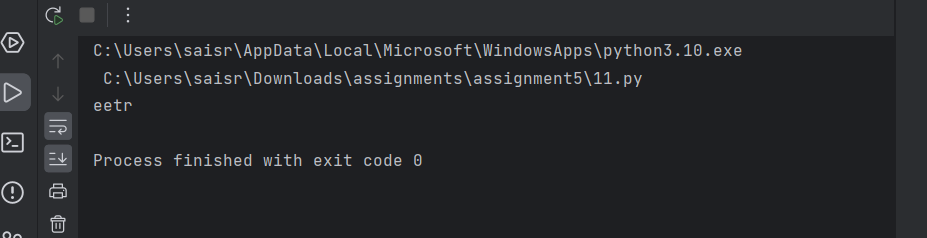 C:\Users\saisr\AppData\Local\Microsoft\WindowsApps\python3.10.exe
C:\Users\saisr\Downloads\assignments\assignment5\11.py
eetr
Process finished with exit code 0